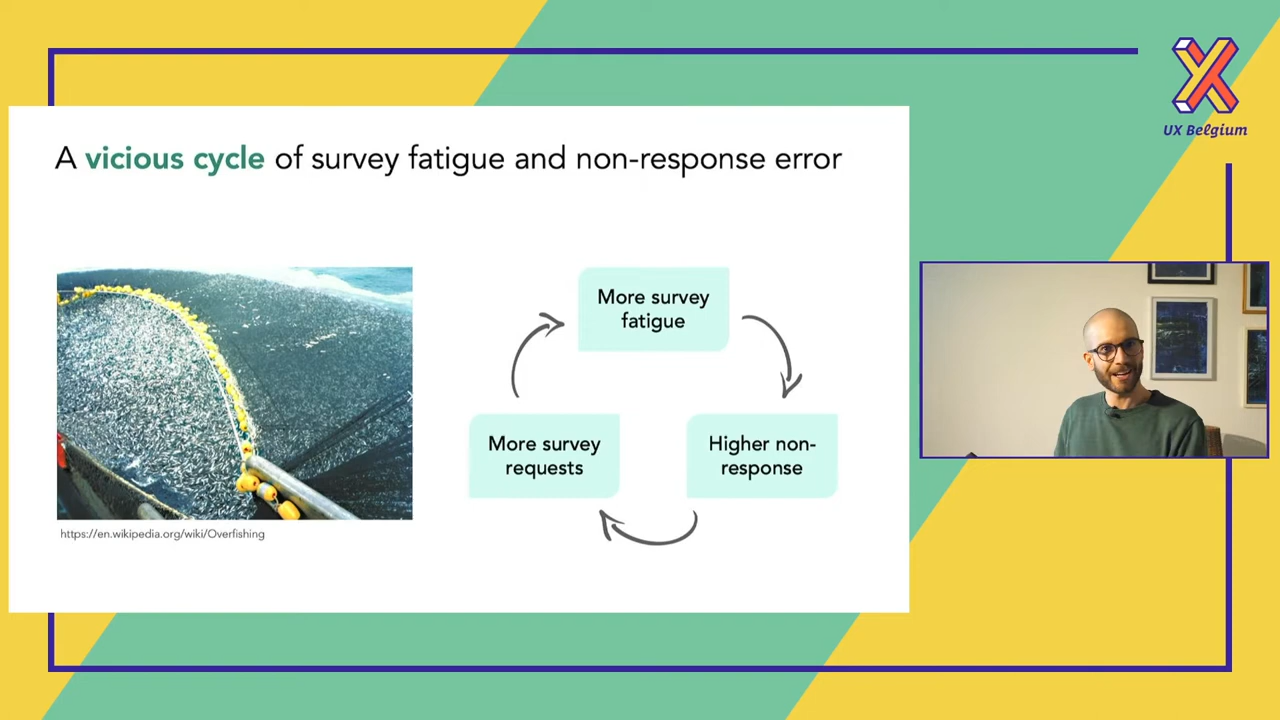 A vicious cycle of survey fatigue and non-response error
More survey
fatigue
More survey
requests
Higher non-
response
https://en.wikipedia.org/wiki/Overfishing
UX Belgium